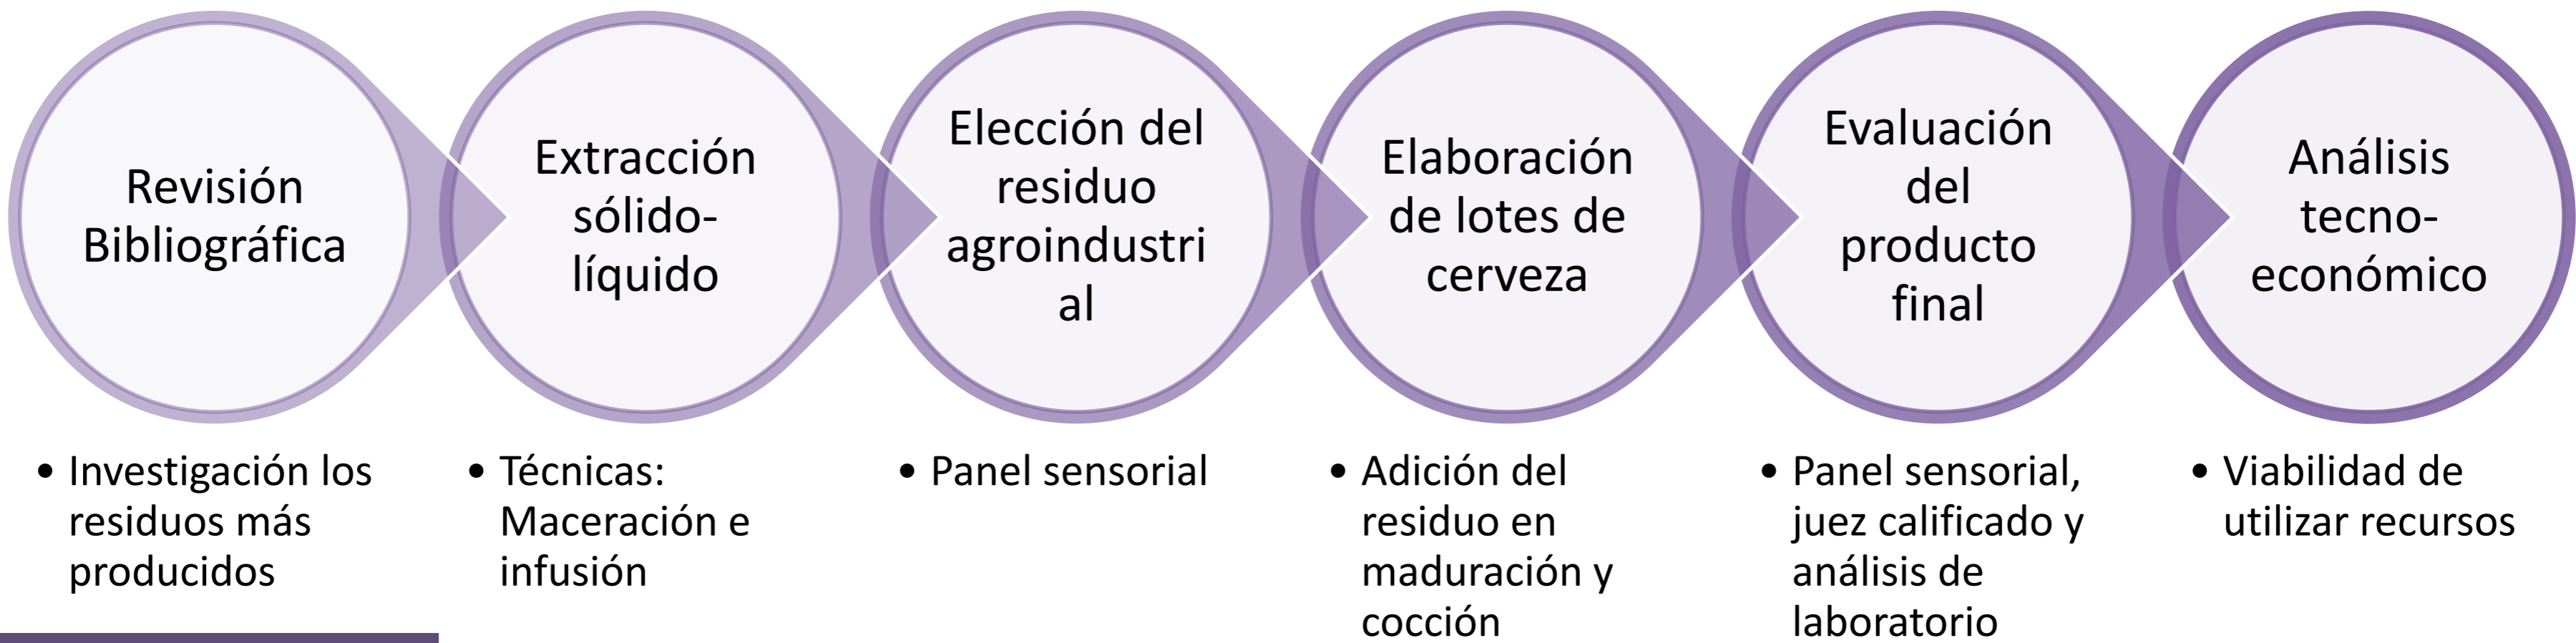 Revisión
Bibliográfica
Extracción
sólido-
líquido
Elección del
residuo
agroindustri
al
Elaboración
de lotes de
cerveza
Evaluación
del
producto
final
Análisis
tecno-
económico
• Investigación los
residuos más
producidos
• Técnicas:
Maceración e
infusión
• Panel sensorial
• Adición del
residuo en
maduración y
cocción
• Panel sensorial,
juez calificado y
análisis de
laboratorio
• Viabilidad de
utilizar recursos